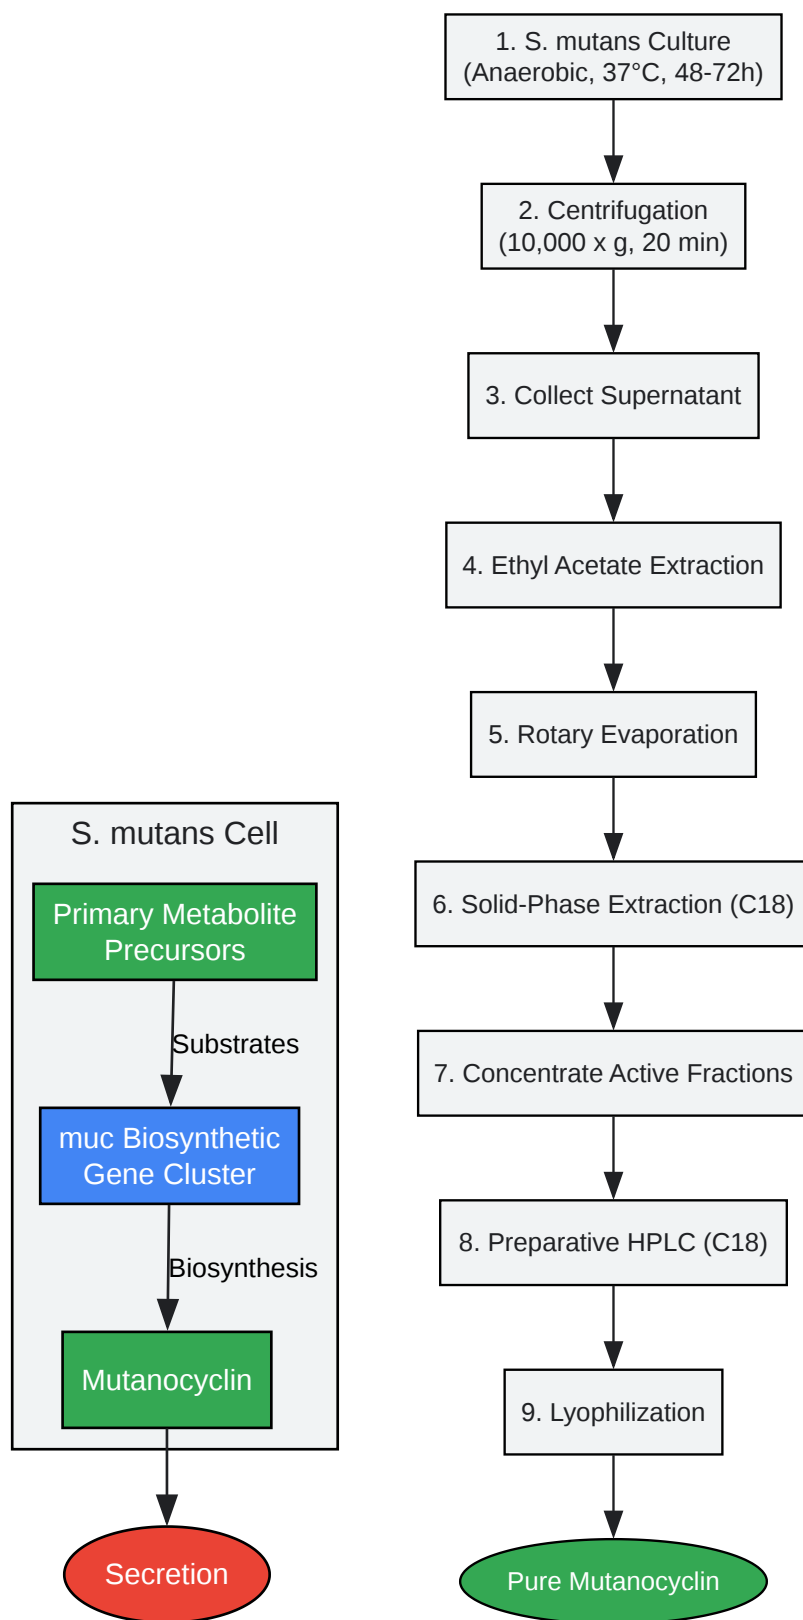 S. mutans Cell
Primary Metabolite
Precursors
Substrates
muc Biosynthetic
Gene Cluster
Biosynthesis
Mutanocyclin
Secretion
1. S. mutans Culture
(Anaerobic, 37°C, 48-72h)
2. Centrifugation
(10,000 x g, 20 min)
3. Collect Supernatant
4. Ethyl Acetate Extraction
5. Rotary Evaporation
6. Solid-Phase Extraction (C18)
7. Concentrate Active Fractions
8. Preparative HPLC (C18)
9. Lyophilization
Pure Mutanocyclin